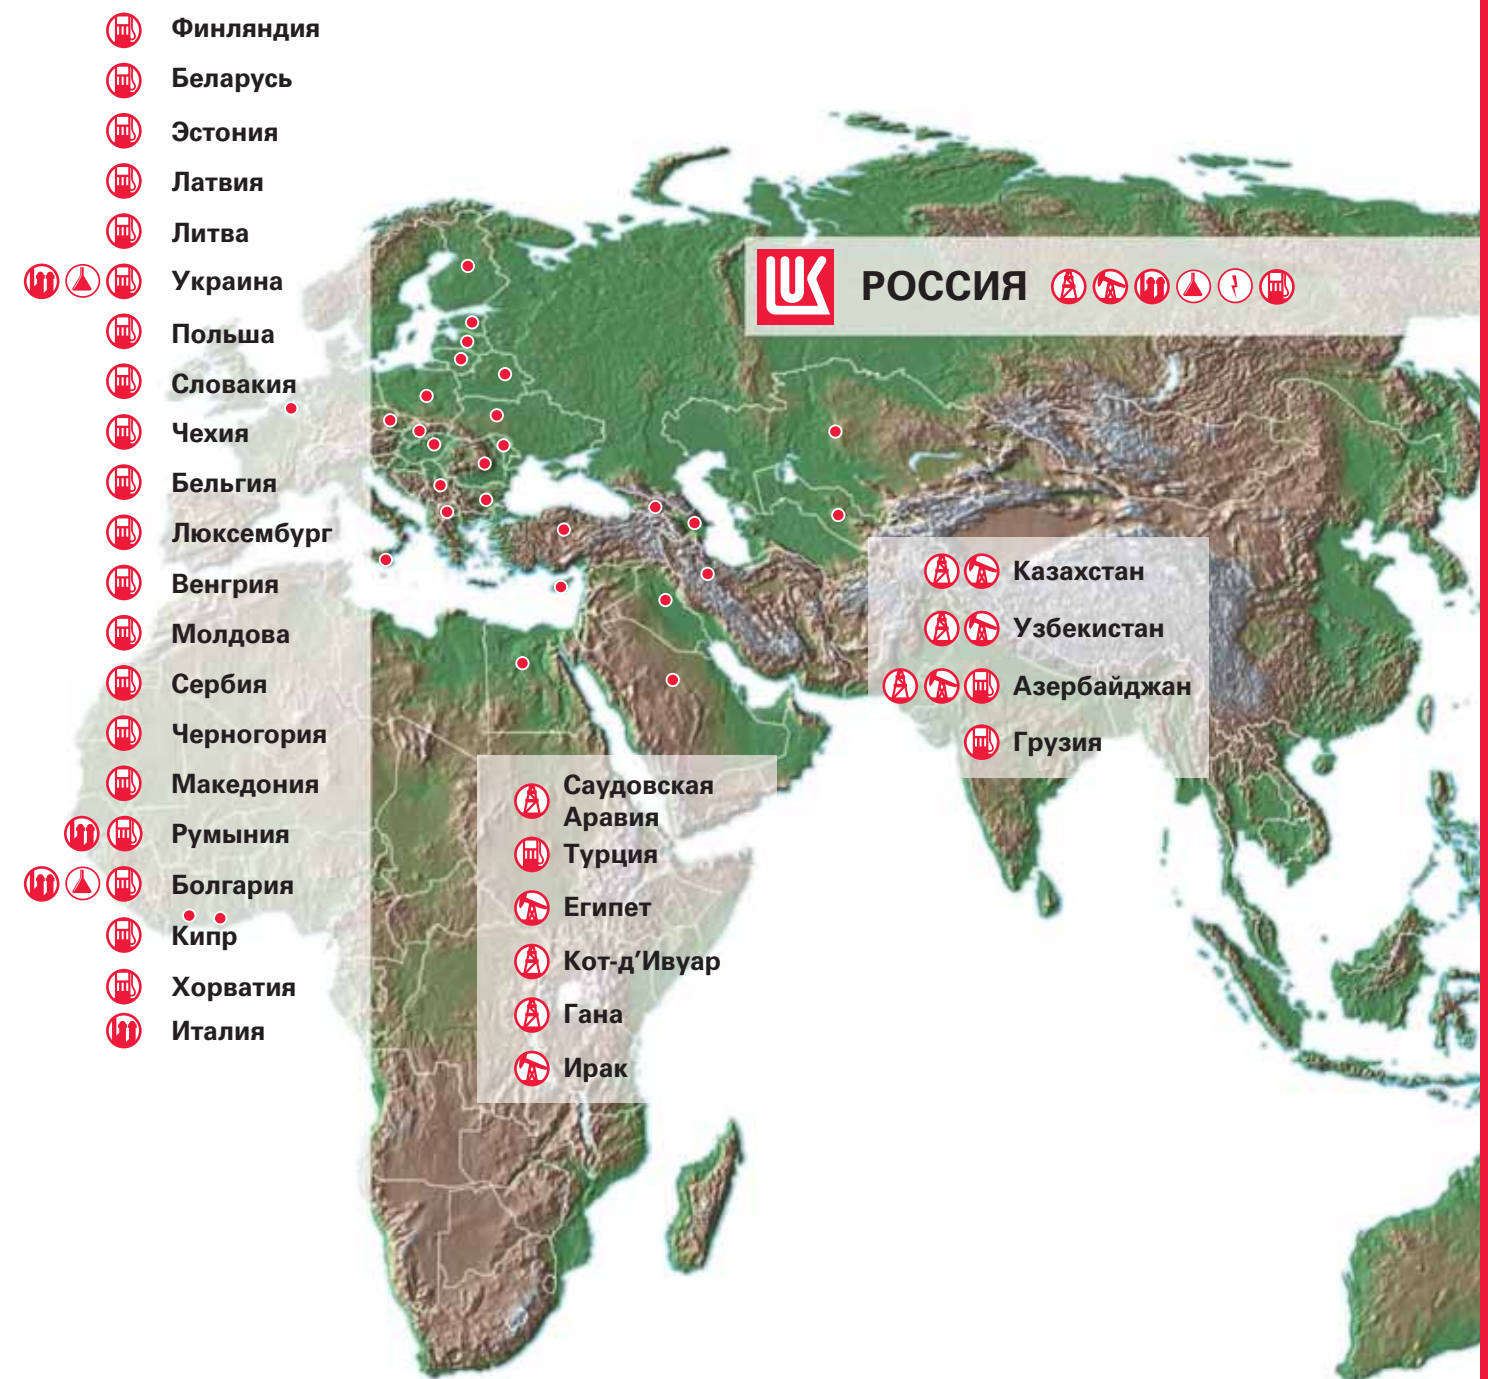 Финляндия
Беларусь
Эстония
Латвия
Литва
Украина
Польша
Словакия
Чехия
Бельгия
Люксембург
Венгрия
Молдова
Сербия
Черногория
Македония
Румыния
Болгария
Кипр
Хорватия
Италия
LUK
РОССИЯ
Казахстан
Узбекистан
Азербайджан
Грузия
Саудовская
Аравия
Турция
Египет
Кот-д’Ивуар
Гана
Ирак